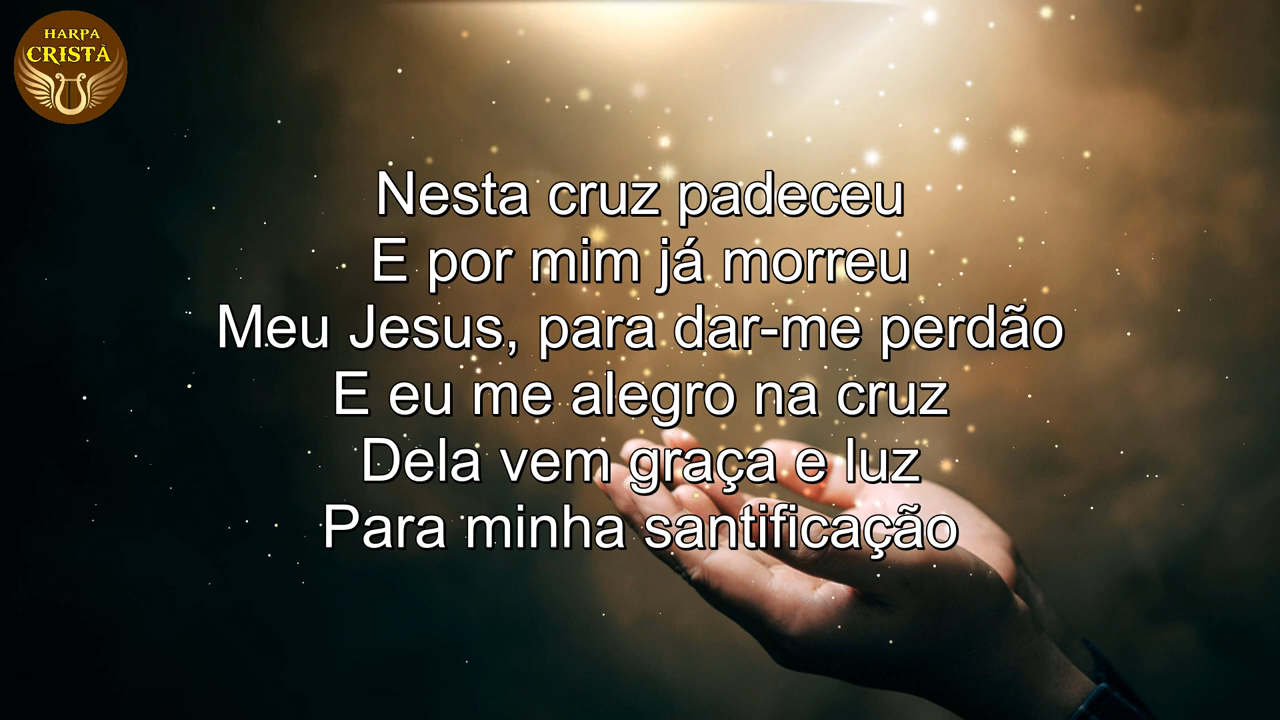 HARPA
CRISTÃ
Nesta cruz padeceu
E por mim já morreu
Meu Jesus, para dar-me perdão
E eu me alegro na cruz
Dela vem graça e luz
Para minha santificação